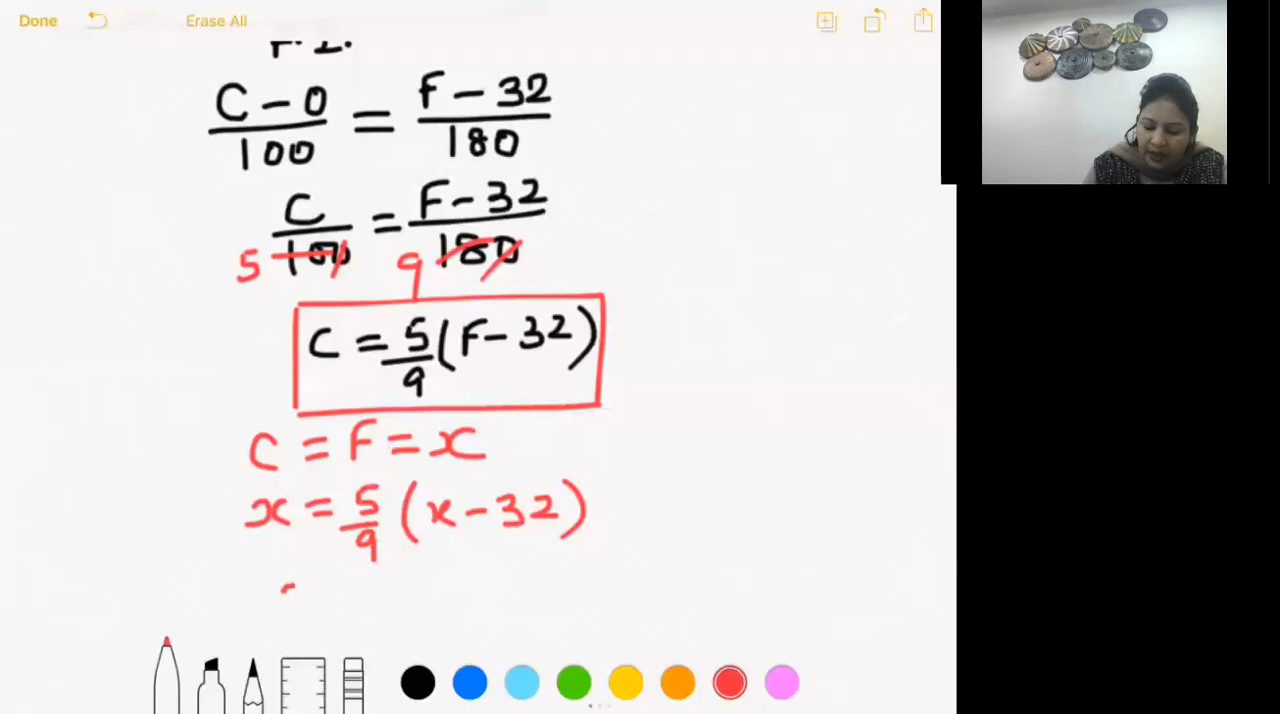 Done Erase All
C - 0 / 100 = F - 32 / 180
C / 100 = F - 32 / 180
5 9
C = 5/9 (F - 32)
C = F = x
x = 5/9 (x - 32)